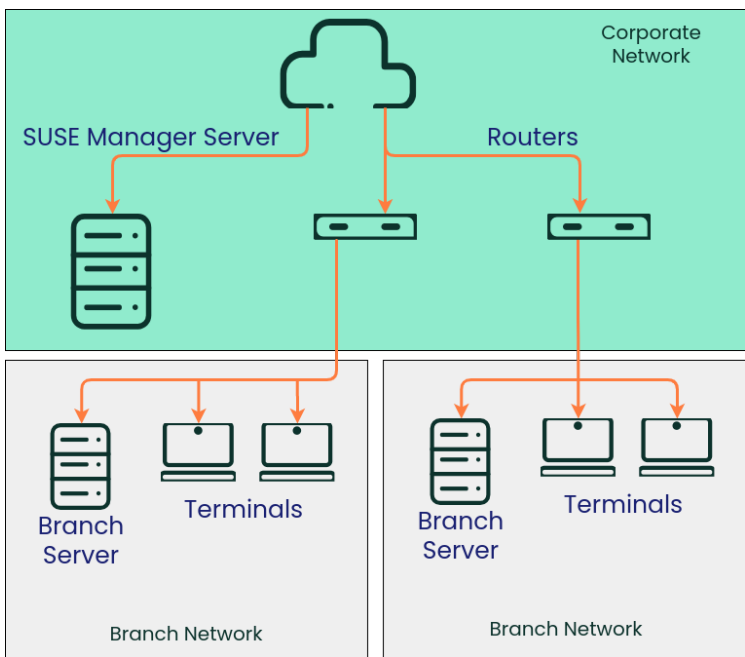 Corporate
Network
SUSE Manager Server
Routers
Branch
Server
Terminals
Branch Network
Branch
Server
Terminals
Branch Network